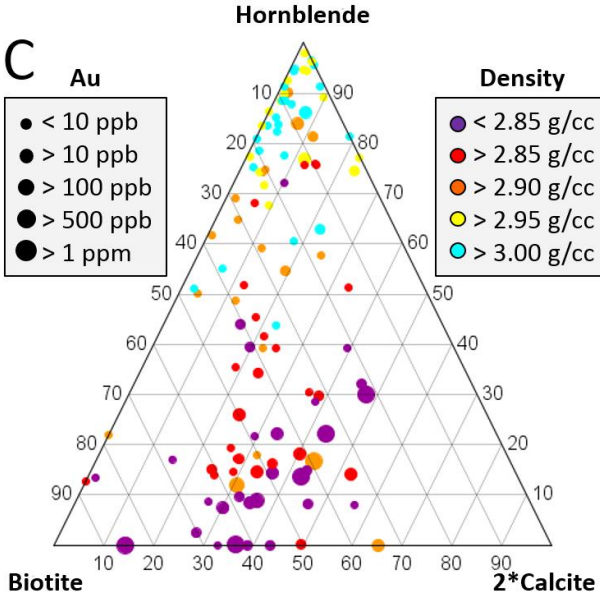 Hornblende
C
Au
< 10 ppb
> 10 ppb
> 100 ppb
> 500 ppb
> 1 ppm
Density
< 2.85 g/cc
> 2.85 g/cc
> 2.90 g/cc
> 2.95 g/cc
> 3.00 g/cc
10 90
20 80
30 70
40 60
50 50
60 40
70 30
80 20
90 10
10 20 30 40 50 60 70 80 90
Biotite 2*Calcite